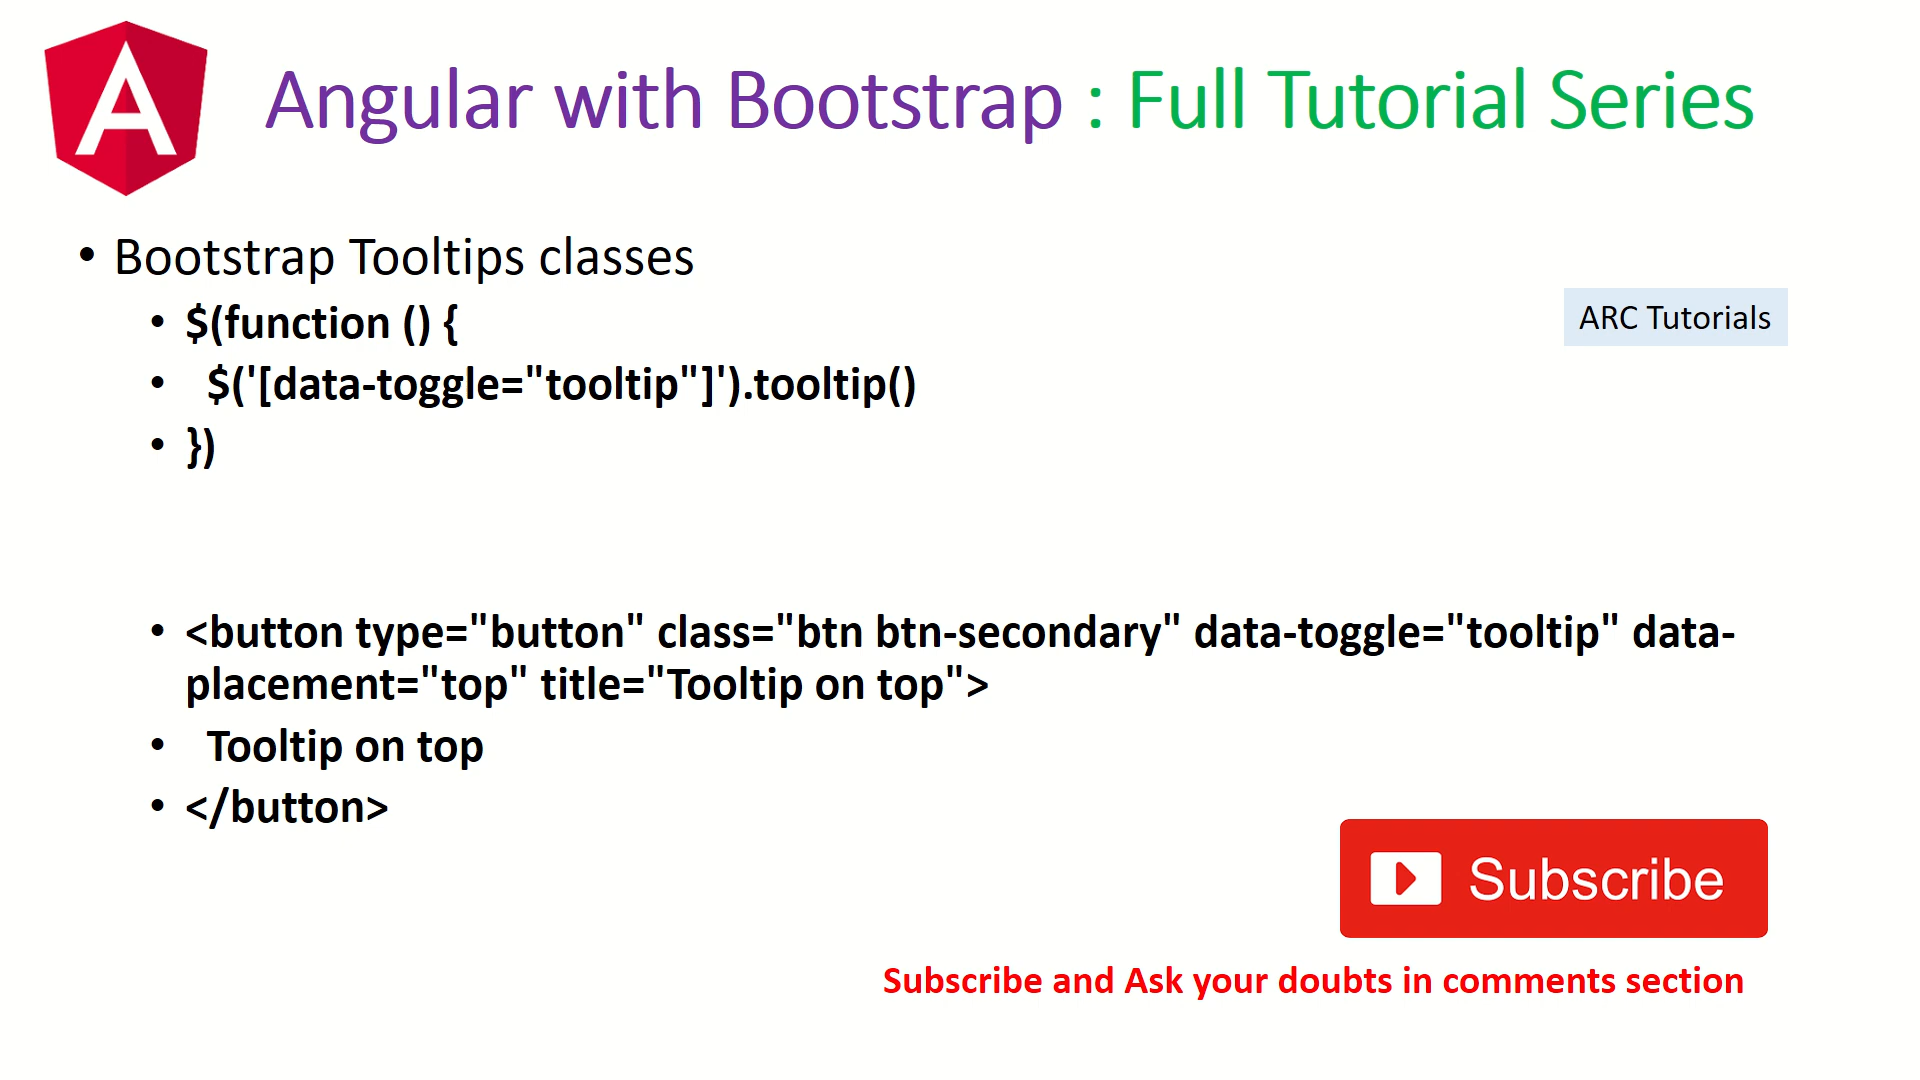 Angular with Bootstrap : Full Tutorial Series
• Bootstrap Tooltips classes
• $(function () {
ARC Tutorials
•   $('[data-toggle="tooltip"]').tooltip()
• })
• <button type="button" class="btn btn-secondary" data-toggle="tooltip" data-
placement="top" title="Tooltip on top">
•   Tooltip on top
• </button>
Subscribe
Subscribe and Ask your doubts in comments section